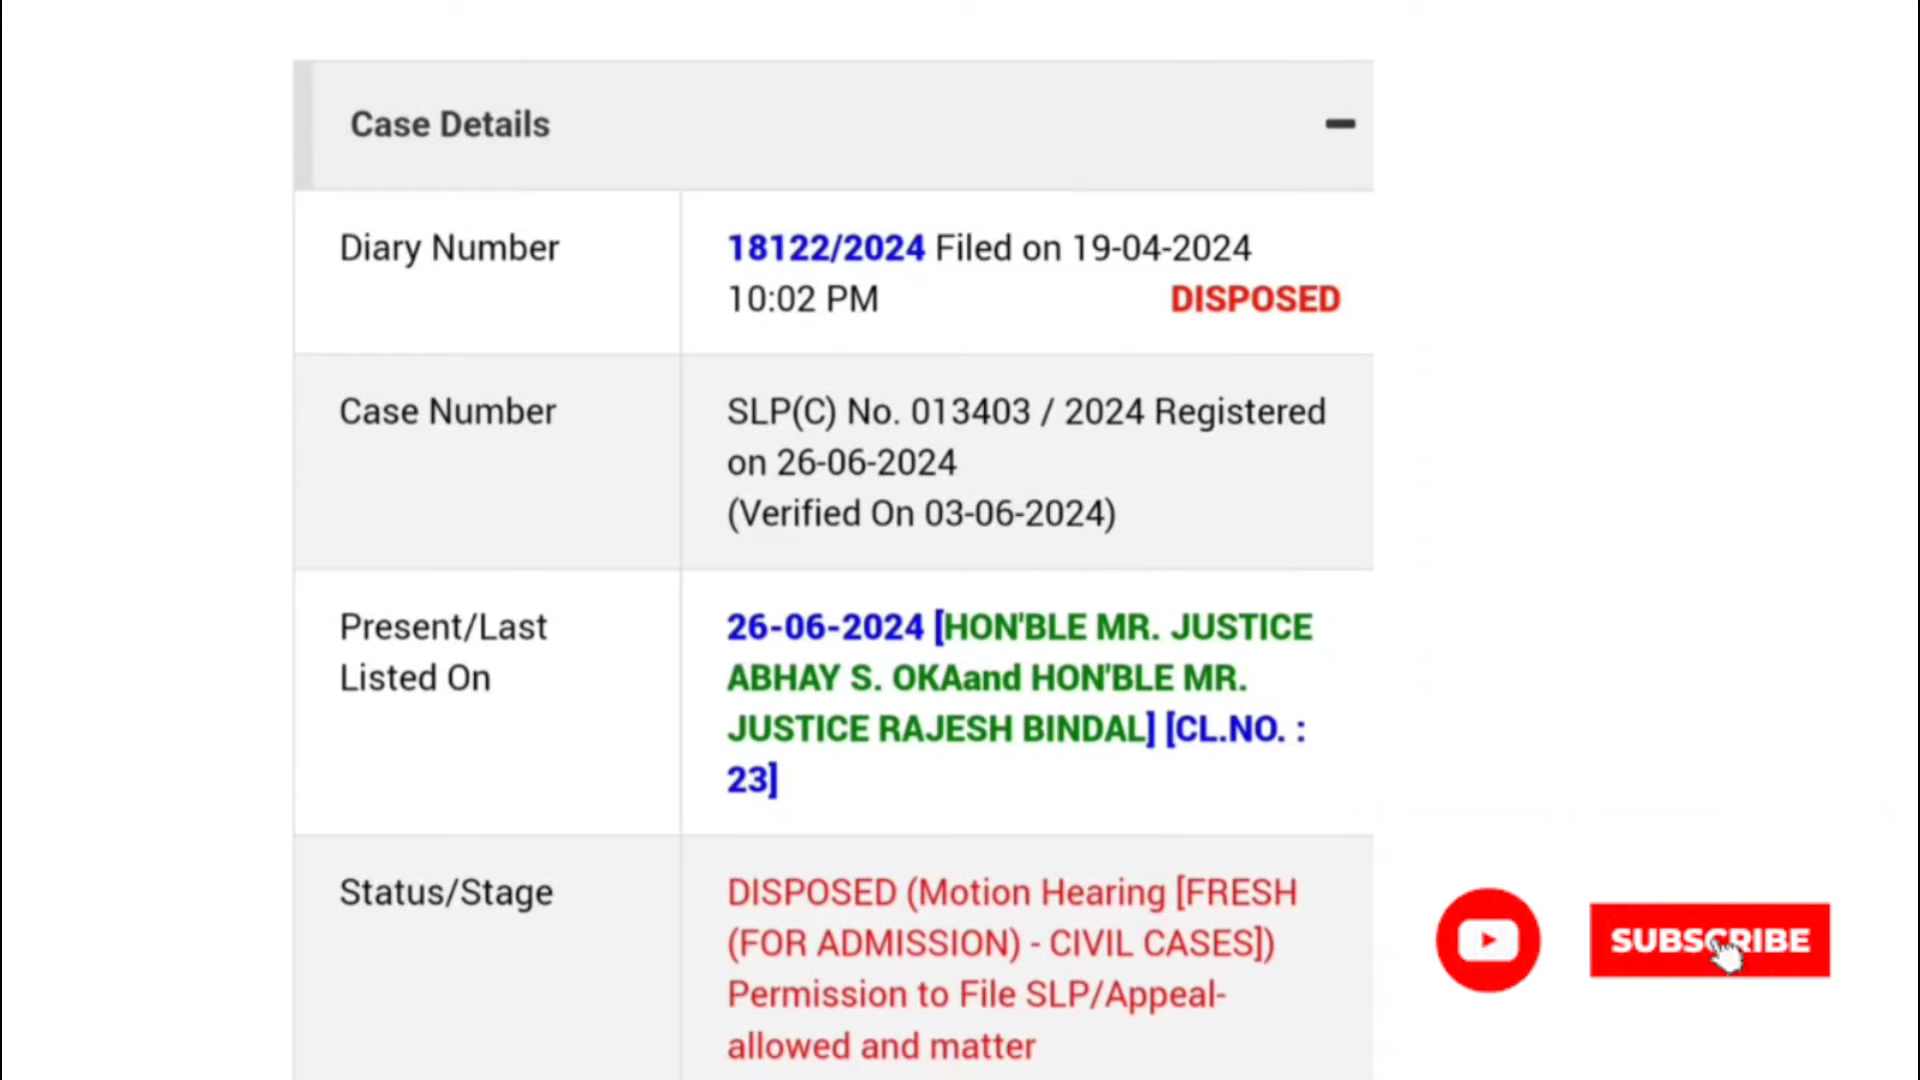 Case Details
Diary Number
18122/2024 Filed on 19-04-2024
10:02 PM
DISPOSED
Case Number
SLP(C) No. 013403 / 2024 Registered
on 26-06-2024
(Verified On 03-06-2024)
Present/Last
Listed On
26-06-2024 [HON'BLE MR. JUSTICE
ABHAY S. OKAand HON'BLE MR.
JUSTICE RAJESH BINDAL] [CL.NO. :
23]
Status/Stage
DISPOSED (Motion Hearing [FRESH
(FOR ADMISSION) - CIVIL CASES])
Permission to File SLP/Appeal-
allowed and matter
SUBSCRIBE